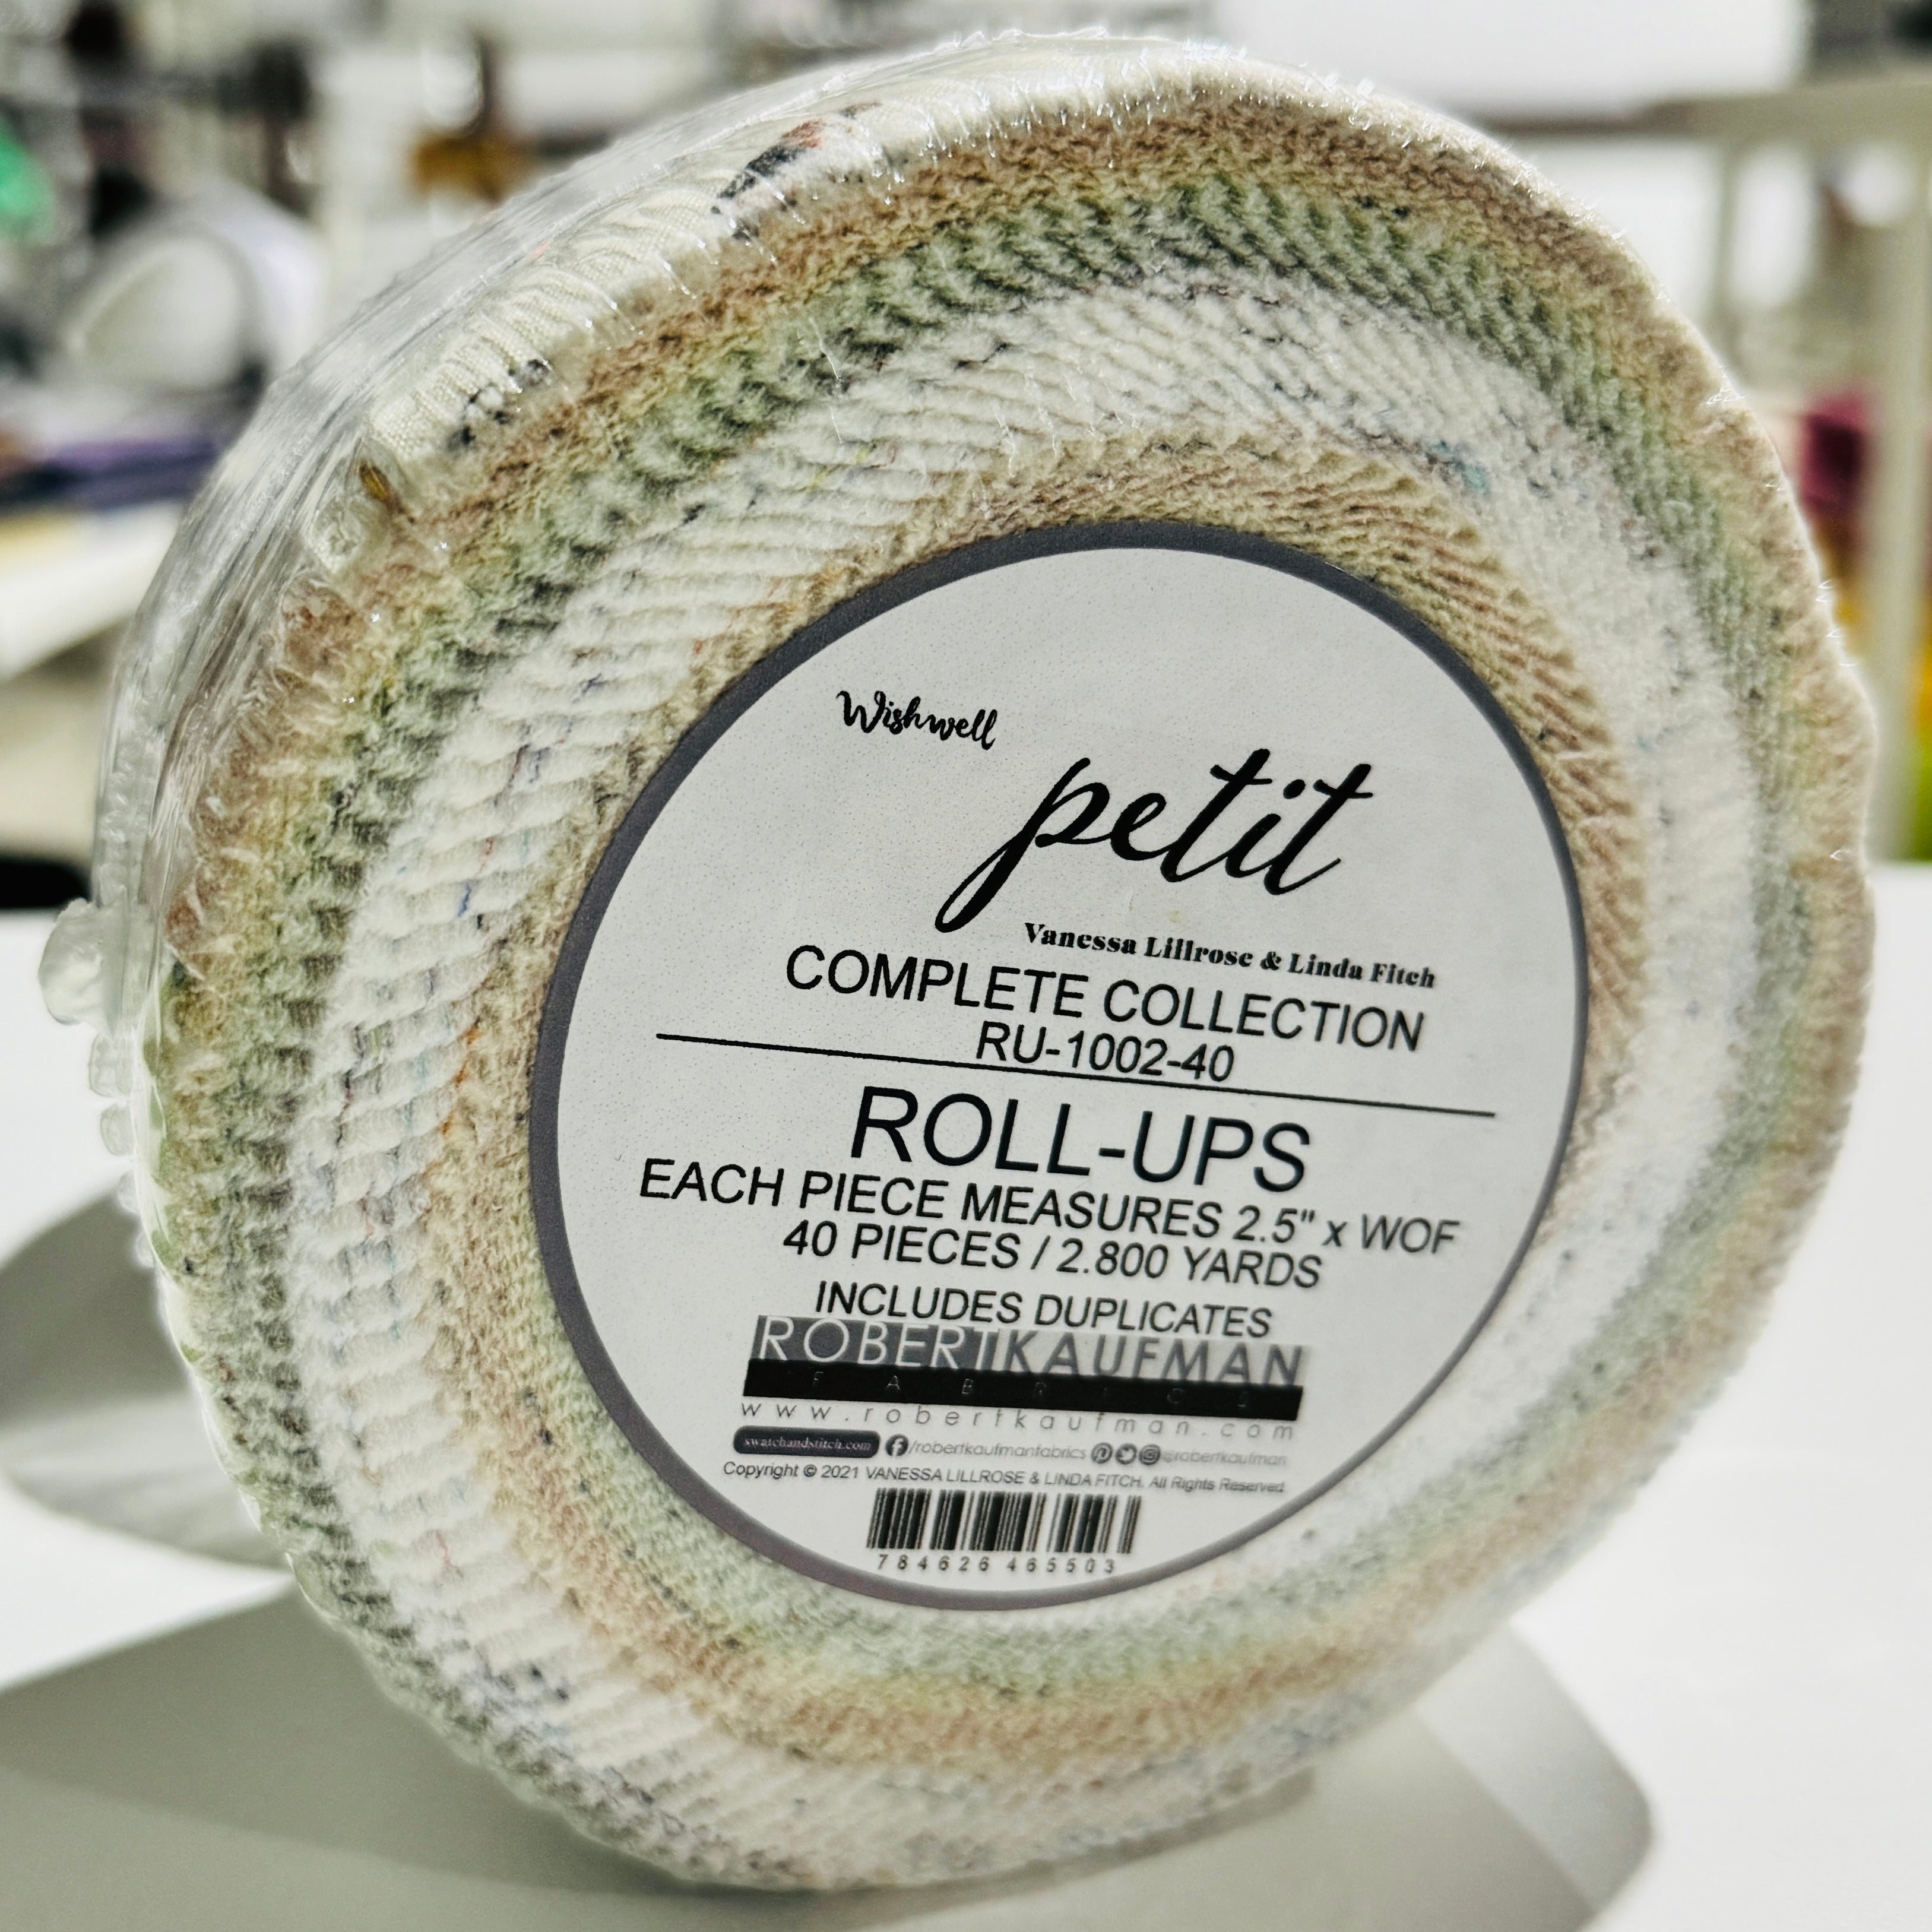 Wishwell
petit
Vanessa Lillrose & Linda Fitch
COMPLETE COLLECTION
RU-1002-40
ROLL-UPS
EACH PIECE MEASURES 2.5" x WOF
40 PIECES / 2.800 YARDS
INCLUDES DUPLICATES
ROBERTKAUFMAN
FABRICS
www.robertkaufman.com
swatchandstitch.com /robertkaufmanfabrics @robertkaufman
Copyright © 2021 VANESSA LILLROSE & LINDA FITCH. All Rights Reserved.
784626 465503